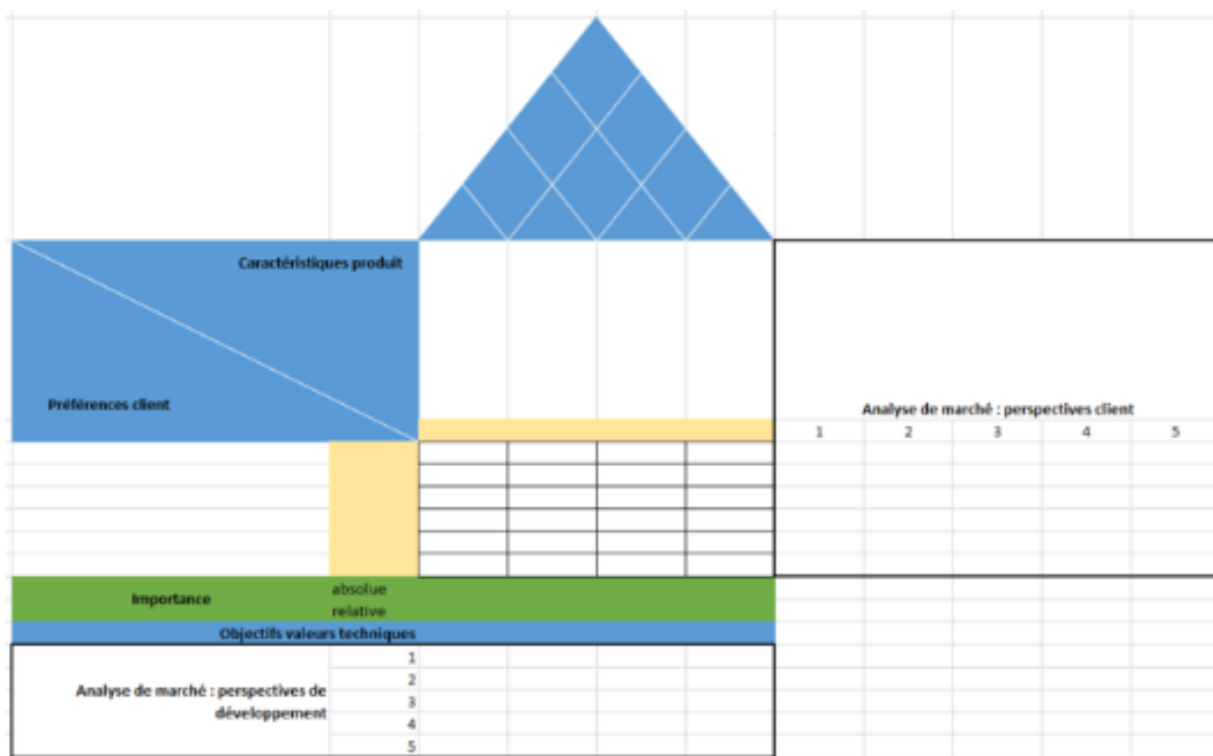 Caractéristiques produit
Préférences client
Analyse de marché : perspectives client
1 2 3 4 5
Importance
absolue
relative
Objectifs valeurs techniques
Analyse de marché : perspectives de
développement
1
2
3
4
5